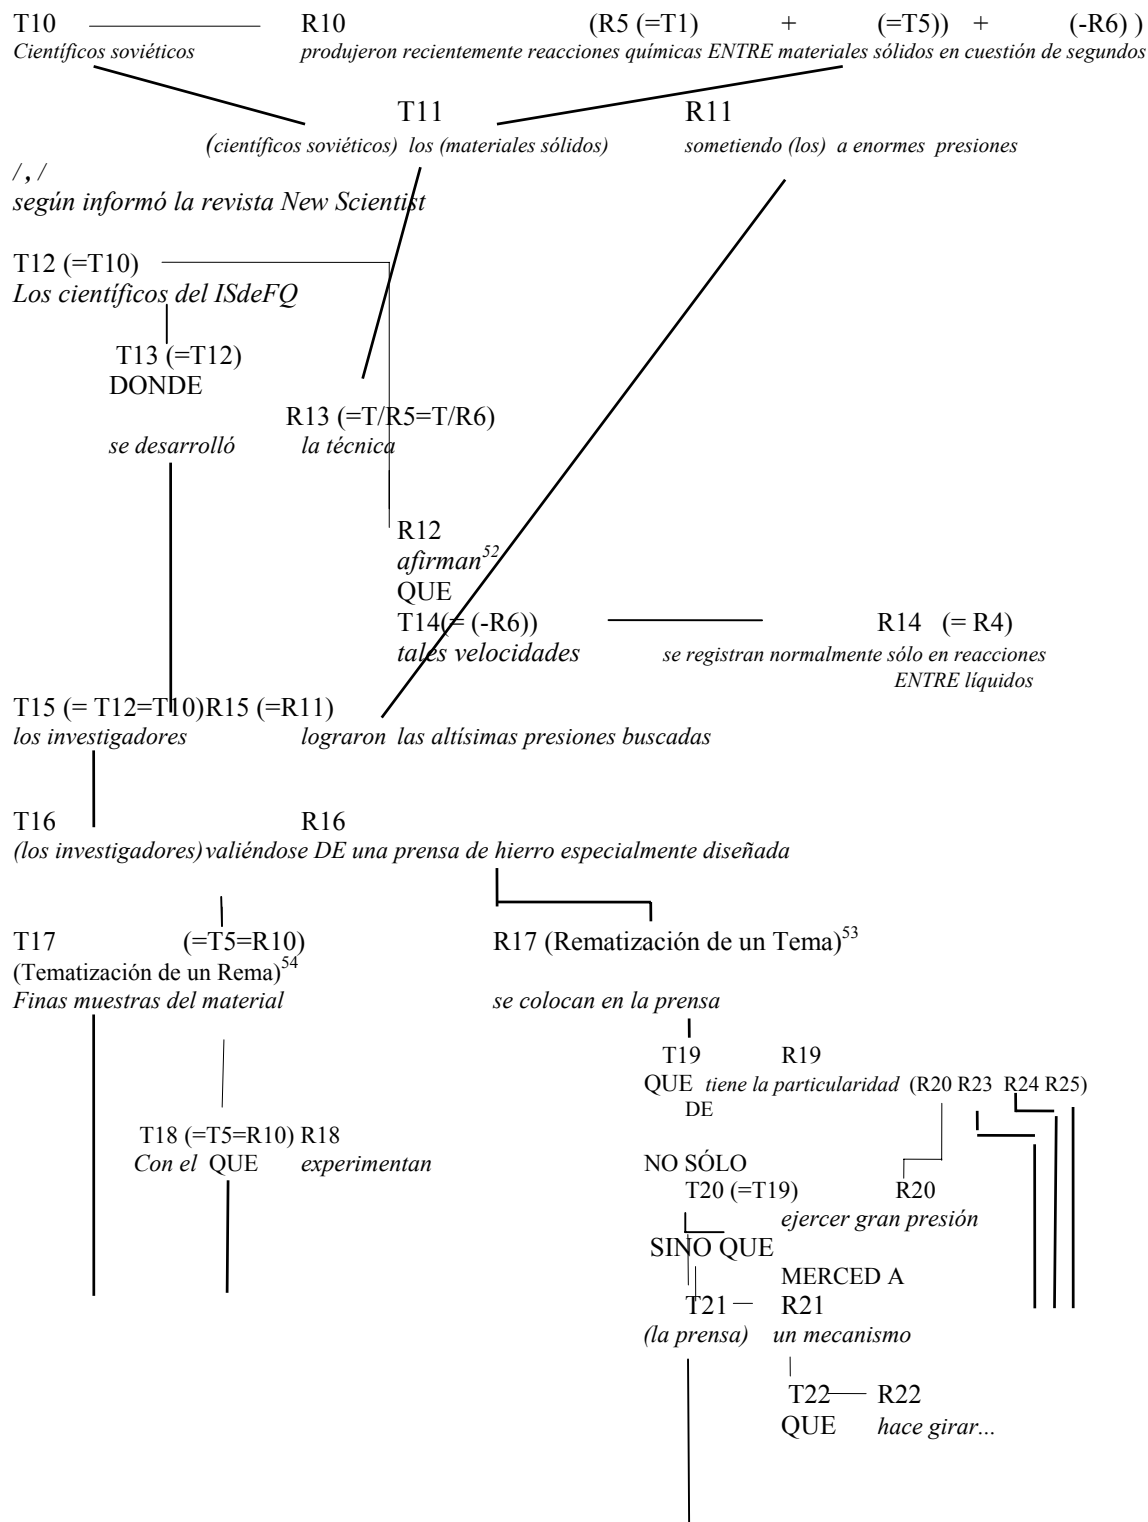 T10 R10 (R5 (=T1) + (=T5)) + (-R6) )
Científicos soviéticos produjeron recientemente reacciones químicas ENTRE materiales sólidos en cuestión de segundos
T11 R11
(científicos soviéticos) los (materiales sólidos) sometiendo (los) a enormes presiones
/ , /
según informó la revista New Scientist
T12 (=T10)
Los científicos del ISdeFQ
T13 (=T12)
DONDE
R13 (=T/R5=T/R6)
se desarrolló la técnica
R12
afirman52
QUE
T14(= (-R6)) R14 (= R4)
tales velocidades se registran normalmente sólo en reacciones
ENTRE líquidos
T15 (= T12=T10)R15 (=R11)
los investigadores lograron las altísimas presiones buscadas
T16 R16
(los investigadores) valiéndose DE una prensa de hierro especialmente diseñada
T17 (=T5=R10) R17 (Rematización de un Tema)53
(Tematización de un Rema)54
Finas muestras del material se colocan en la prensa
T19 R19
QUE tiene la particularidad (R20 R23 R24 R25)
DE
T18 (=T5=R10) R18
Con el QUE experimentan
NO SÓLO
T20 (=T19) R20
ejercer gran presión
SINO QUE
MERCED A
T21 R21
(la prensa) un mecanismo
T22 R22
QUE hace girar...